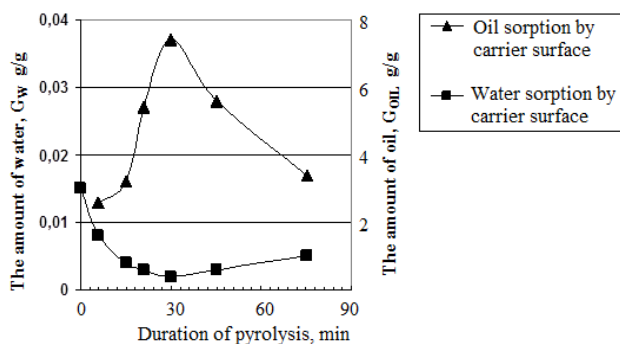 The amount of water, Gw g/g
0,04
0,03
0,02
0,01
0
0
30
60
90
Duration of pyrolysis, min
8
6
4
2
The amount of oil, GOIL g/g
Oil sorption by
carrier surface
Water sorption by
carrier surface